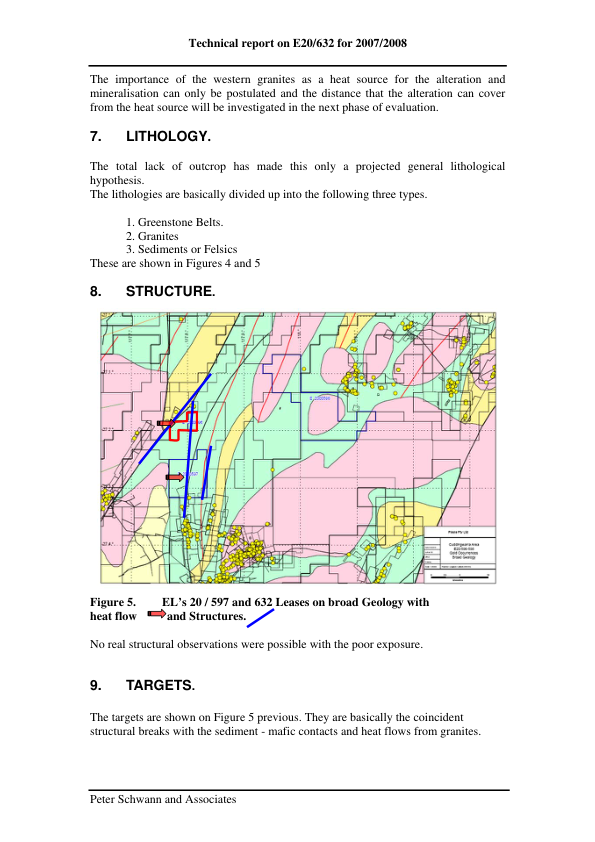 Technical report on E20/632 for 2007/2008
The importance of the western granites as a heat source for the alteration and
mineralisation can only be postulated and the distance that the alteration can cover
from the heat source will be investigated in the next phase of evaluation.
7. LITHOLOGY.
The total lack of outcrop has made this only a projected general lithological
hypothesis.
The lithologies are basically divided up into the following three types.
1. Greenstone Belts.
2. Granites
3. Sediments or Felsics
These are shown in Figures 4 and 5
8. STRUCTURE.
Figure 5. EL's 20 / 597 and 632 Leases on broad Geology with
heat flow and Structures.
No real structural observations were possible with the poor exposure.
9. TARGETS.
The targets are shown on Figure 5 previous. They are basically the coincident
structural breaks with the sediment - mafic contacts and heat flows from granites.
Peter Schwann and Associates